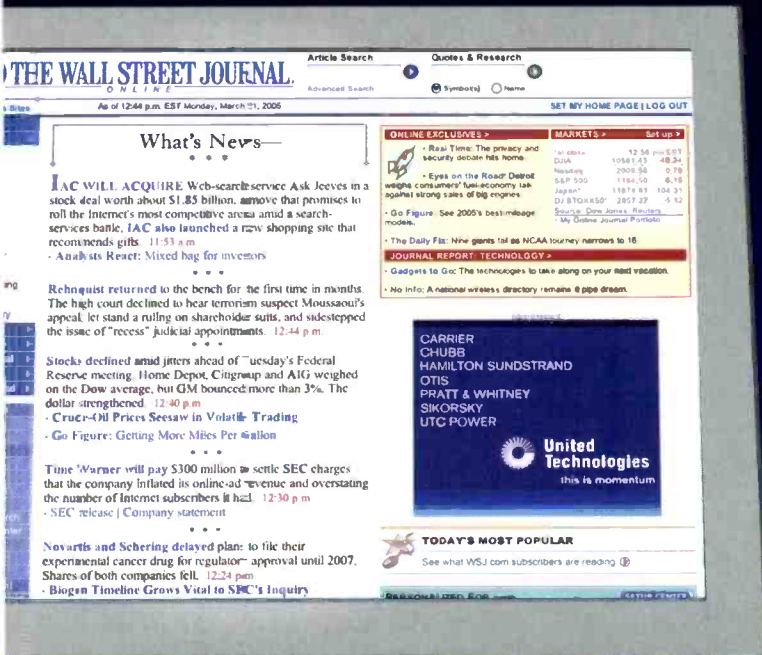 THE WALL STREET JOURNAL.
ONLINE
Article Search
Advanced Search
Quotes & Research
Symbol(s) Name
As of 12:44 p.m. EST Monday, March 21, 2005
SET MY HOME PAGE | LOG OUT
What's News—
IAC WILL ACQUIRE Web-search service Ask Jeeves in a
stock deal worth about $1.85 billion, a move that promises to
roll the Internet's most competitive arena amid a search-
services battle. IAC also launched a new shopping site that
recommends gifts. 11:53 a.m.
· Analysts React: Mixed bag for investors
Rehnquist returned to the bench for the first time in months.
The high court declined to hear terrorism suspect Moussaoui's
appeal, let stand a ruling on shareholder suits, and sidestepped
the issue of "recess" judicial appointments. 12:44 p.m.
Stocks declined amid jitters ahead of Tuesday's Federal
Reserve meeting. Home Depot, Citigroup and AIG weighed
on the Dow average, but GM bounced more than 3%. The
dollar strengthened. 12:40 p.m.
· Crude-Oil Prices Seesaw in Volatile Trading
· Go Figure: Getting More Miles Per Gallon
Time Warner will pay $300 million to settle SEC charges
that the company inflated its online-ad revenue and overstating
the number of Internet subscribers it had. 12:30 p.m.
· SEC release | Company statement
Novartis and Schering delayed plans to file their
experimental cancer drug for regulatory approval until 2007.
Shares of both companies fell. 12:24 p.m.
· Biogen Timeline Grows Vital to SEC's Inquiry
ONLINE EXCLUSIVES >
· Real Time: The privacy and
security debate hits home.
· Eyes on the Road: Detroit
weighs consumers' fuel-economy talk
against strong sales of big engines.
· Go Figure: See 2005's best-mileage
models.
· The Daily Fix: Nine giants fall as NCAA tourney narrows to 16.
MARKETS > Set up >
12:56 pm EST
DJIA
Nasdaq
S&P 500
Japan*
DJ STOXX50*
Source: Dow Jones, Reuters
· My Online Journal Portfolio
JOURNAL REPORT: TECHNOLOGY >
· Gadgets to Go: The technologies to take along on your next vacation.
· No Info: A national wireless directory remains a pipe dream.
CARRIER
CHUBB
HAMILTON SUNDSTRAND
OTIS
PRATT & WHITNEY
SIKORSKY
UTC POWER
United
Technologies
this is momentum
TODAY'S MOST POPULAR
See what WSJ.com subscribers are reading
PERSONALIZED FOR
SETUP CENTER